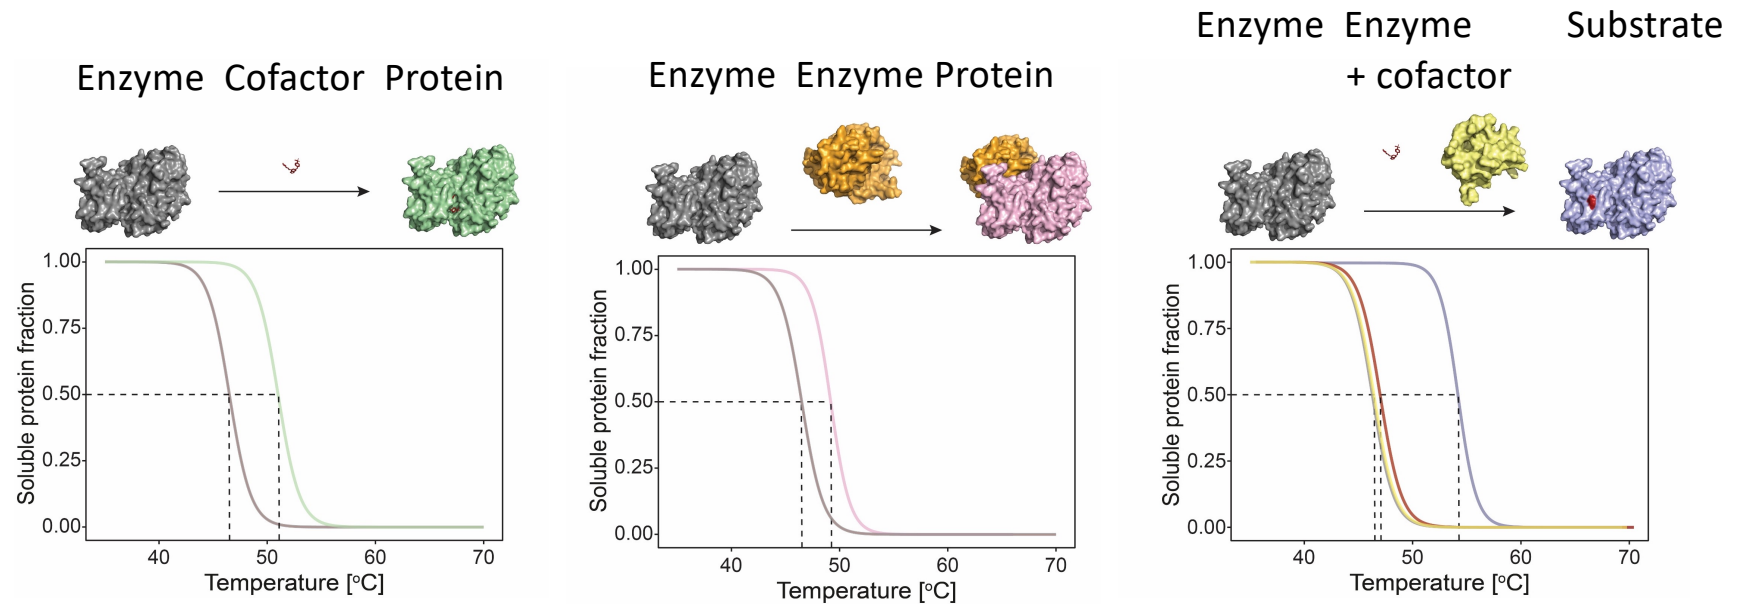 Enzyme Cofactor Protein
1.00
0.75
0.50
0.25
0.00
Soluble protein fraction
40 50 60 70
Temperature [°C]
Enzyme Enzyme Protein
1.00
0.75
0.50
0.25
0.00
Soluble protein fraction
40 50 60 70
Temperature [°C]
Enzyme Enzyme Substrate
+ cofactor
1.00
0.75
0.50
0.25
0.00
Soluble protein fraction
40 50 60 70
Temperature [°C]